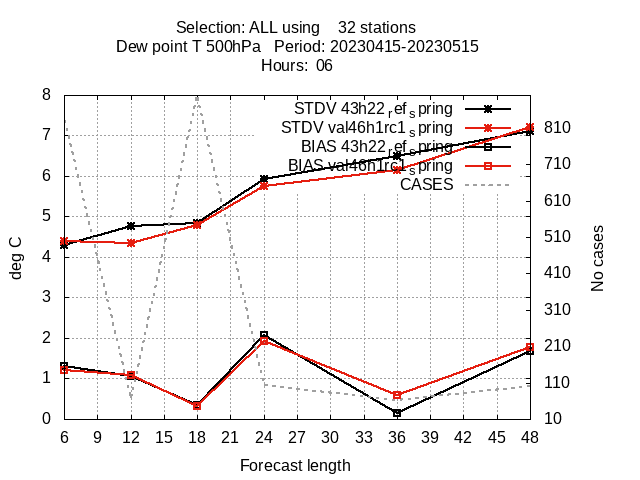 Selection: ALL using    32 stations
Dew point T 500hPa   Period: 20230415-20230515
Hours:  06
STDV 43h22ref_spring
STDV val46h1rc1_spring
BIAS 43h22ref_spring
BIAS val46h1rc1_spring
CASES
8
7
6
5
4
3
2
1
0
deg C
810
710
610
510
410
310
210
110
10
No cases
6 9 12 15 18 21 24 27 30 33 36 39 42 45 48
Forecast length